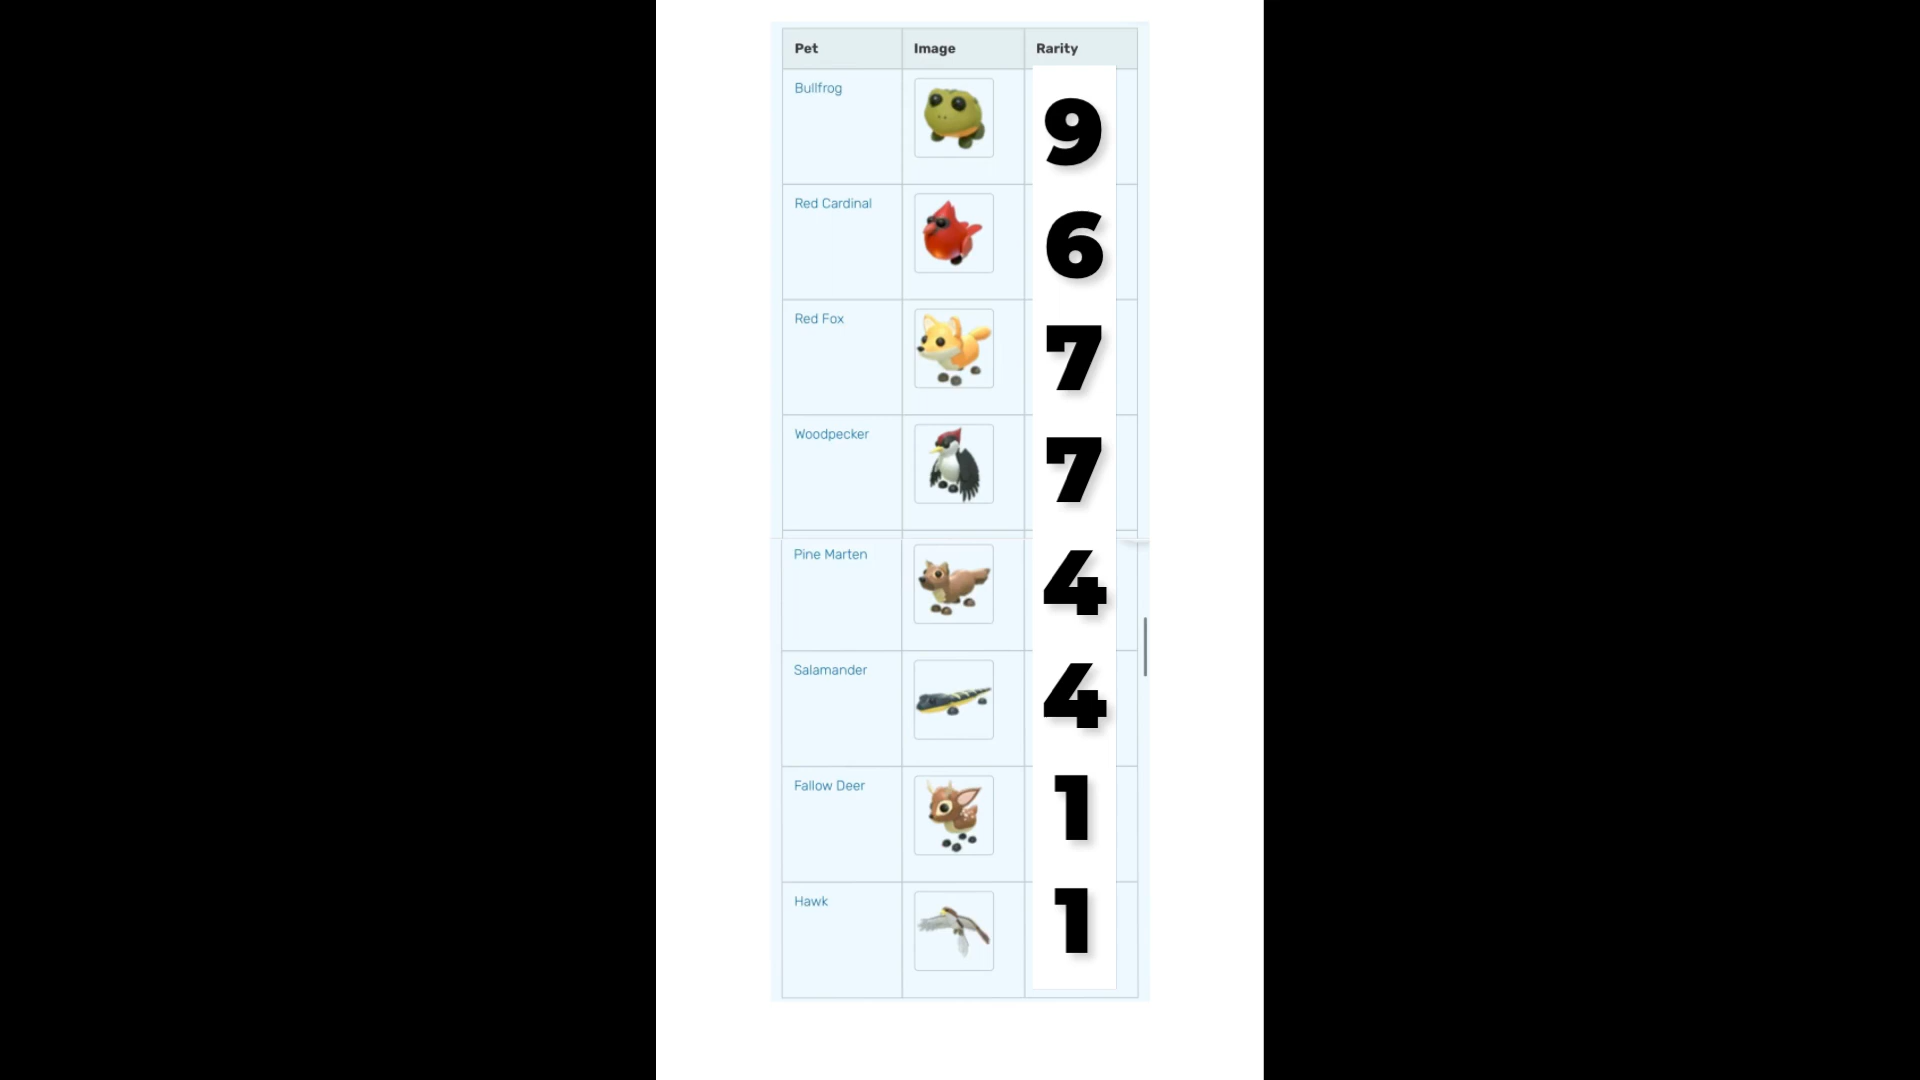 Pet Image Rarity
Bullfrog 9
Red Cardinal 6
Red Fox 7
Woodpecker 7
Pine Marten 4
Salamander 4
Fallow Deer 1
Hawk 1